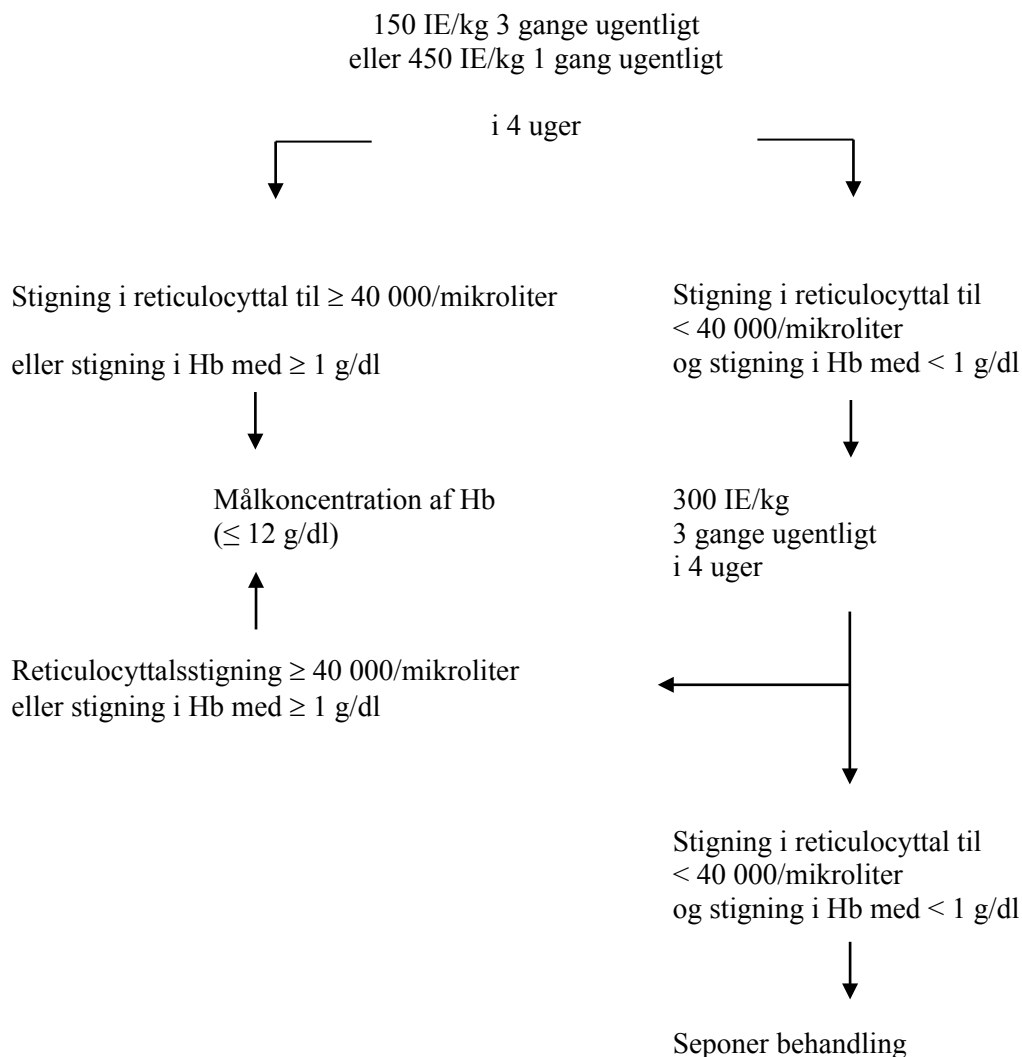 150 IE/kg 3 gange ugentligt
eller 450 IE/kg 1 gang ugentligt
i 4 uger
Stigning i reticulocyttal til ≥ 40 000/mikroliter
eller stigning i Hb med ≥ 1 g/dl
Stigning i reticulocyttal til
< 40 000/mikroliter
og stigning i Hb med < 1 g/dl
Målkoncentration af Hb
(≤ 12 g/dl)
300 IE/kg
3 gange ugentligt
i 4 uger
Reticulocyttalsstigning ≥ 40 000/mikroliter
eller stigning i Hb med ≥ 1 g/dl
Stigning i reticulocyttal til
< 40 000/mikroliter
og stigning i Hb med < 1 g/dl
Seponer behandling